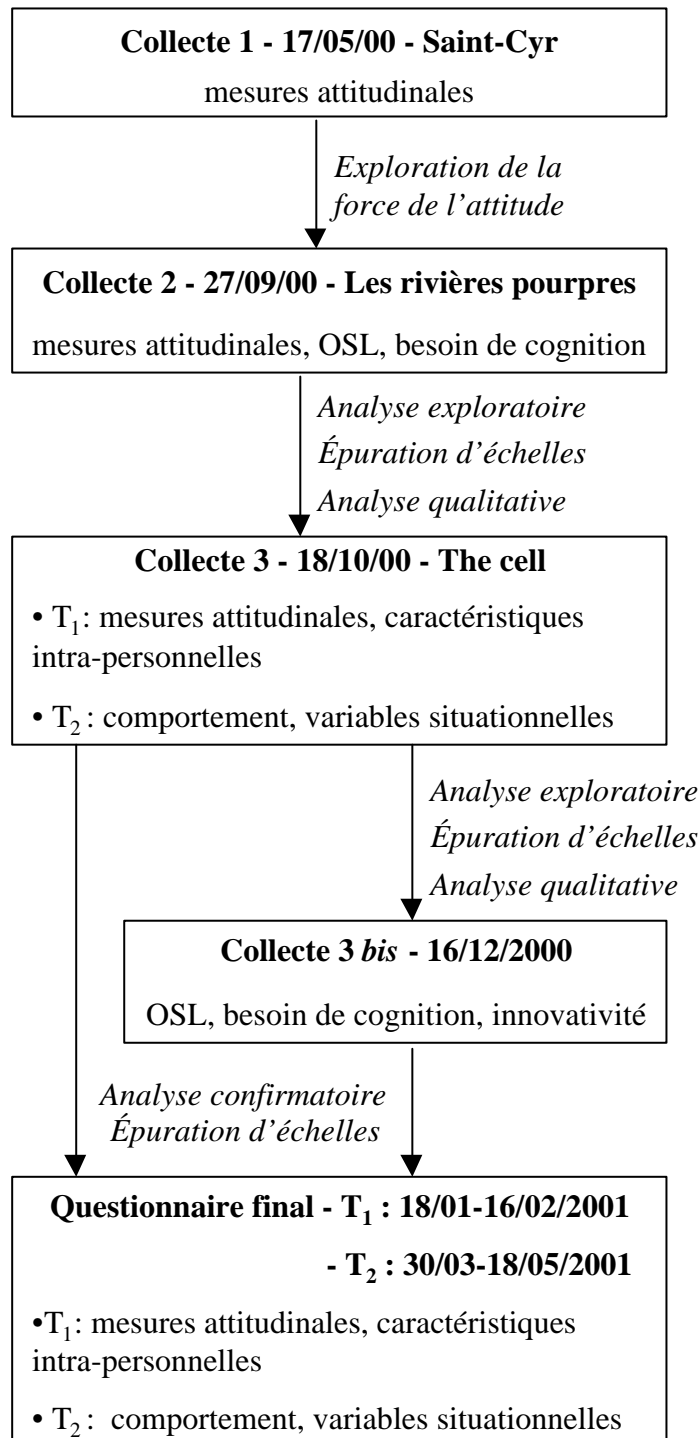 Collecte 1 - 17/05/00 - Saint-Cyr
mesures attitudinales
Exploration de la
force de l’attitude
Collecte 2 - 27/09/00 - Les rivières pourpres
mesures attitudinales, OSL, besoin de cognition
Analyse exploratoire
Épuration d’échelles
Analyse qualitative
Collecte 3 - 18/10/00 - The cell
• T1: mesures attitudinales, caractéristiques
intra-personnelles
• T2 : comportement, variables situationnelles
Analyse exploratoire
Épuration d’échelles
Analyse qualitative
Collecte 3 bis - 16/12/2000
OSL, besoin de cognition, innovativité
Analyse confirmatoire
Épuration d’échelles
Questionnaire final - T1 : 18/01-16/02/2001
- T2 : 30/03-18/05/2001
•T1: mesures attitudinales, caractéristiques
intra-personnelles
• T2 : comportement, variables situationnelles